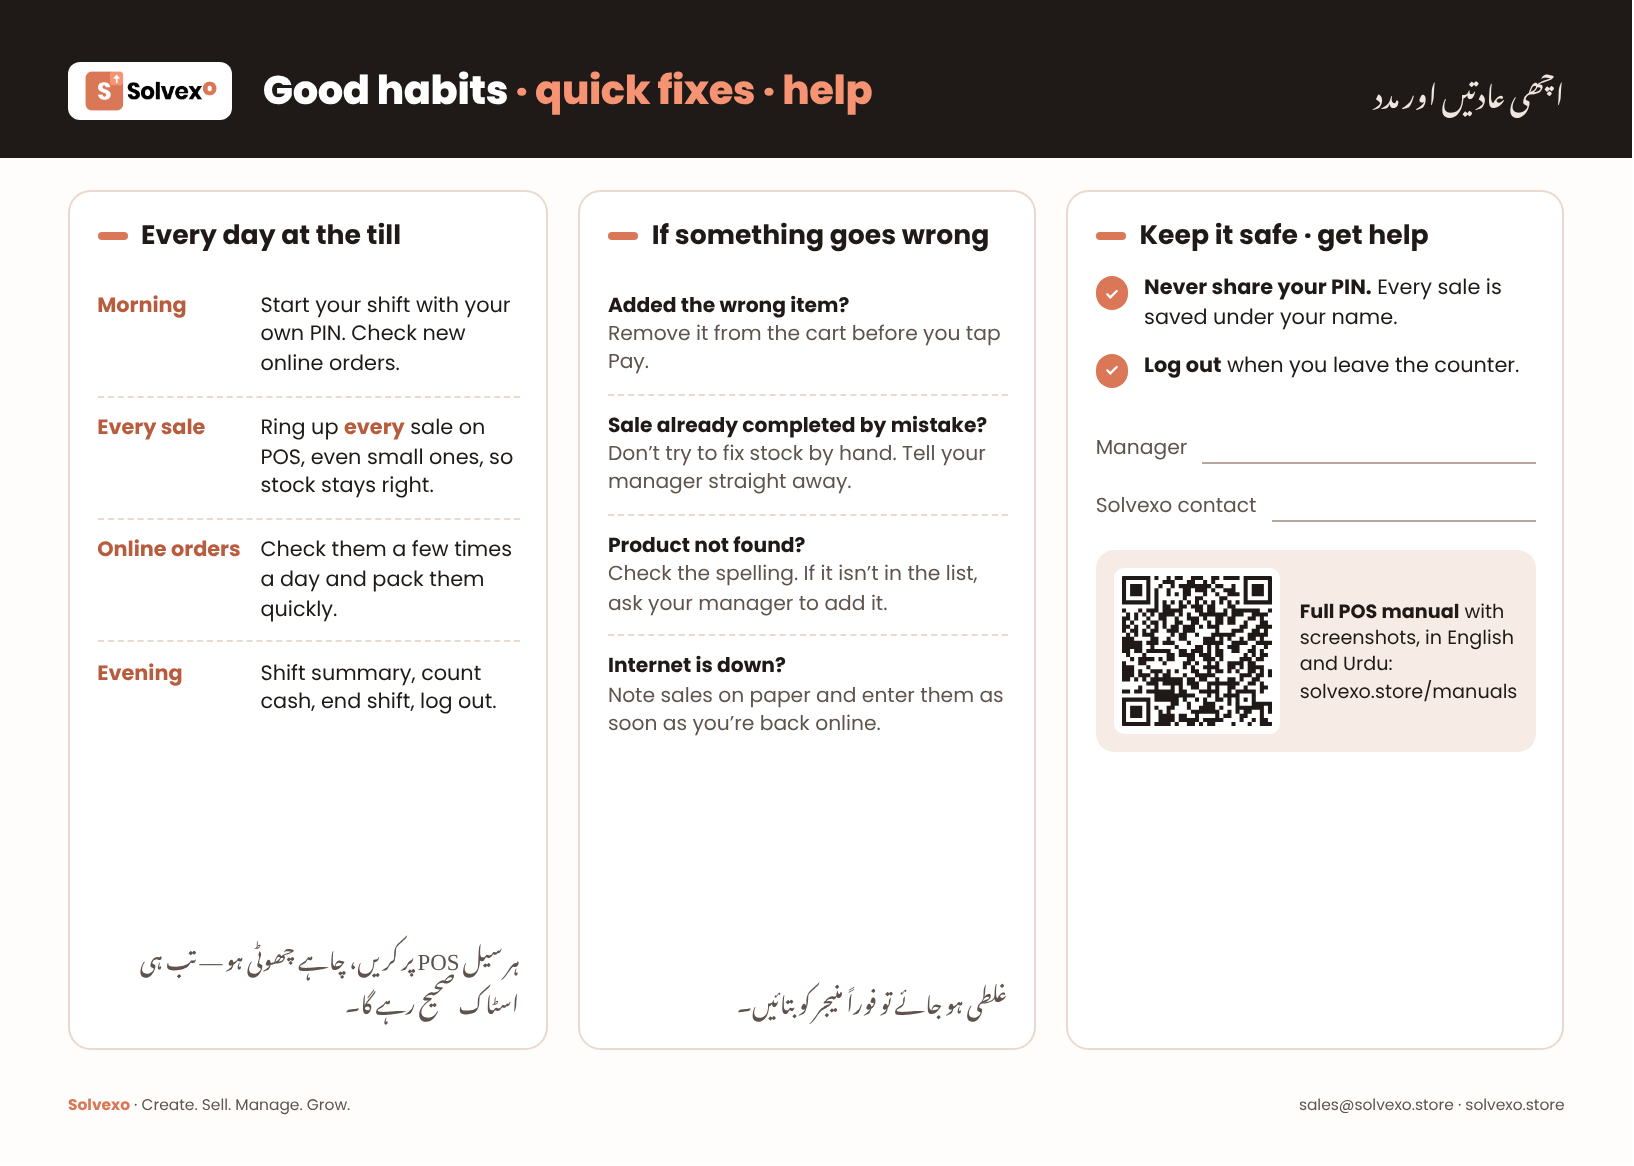 Solvexo
Good habits · quick fixes · help
اچھی عادتیں اور مدد
Every day at the till
Morning
Start your shift with your
own PIN. Check new
online orders.
Every sale
Ring up every sale on
POS, even small ones, so
stock stays right.
Online orders
Check them a few times
a day and pack them
quickly.
Evening
Shift summary, count
cash, end shift, log out.
ہر سیل POS پر کریں، چاہے چھوٹی ہو — تب ہی
اسٹاک صحیح رہے گا۔
If something goes wrong
Added the wrong item?
Remove it from the cart before you tap
Pay.
Sale already completed by mistake?
Don’t try to fix stock by hand. Tell your
manager straight away.
Product not found?
Check the spelling. If it isn’t in the list,
ask your manager to add it.
Internet is down?
Note sales on paper and enter them as
soon as you’re back online.
غلطی ہو جائے تو فوراً منیجر کو بتائیں۔
Keep it safe · get help
Never share your PIN. Every sale is
saved under your name.
Log out when you leave the counter.
Manager
Solvexo contact
Full POS manual with
screenshots, in English
and Urdu:
solvexo.store/manuals
Solvexo · Create. Sell. Manage. Grow.
sales@solvexo.store · solvexo.store